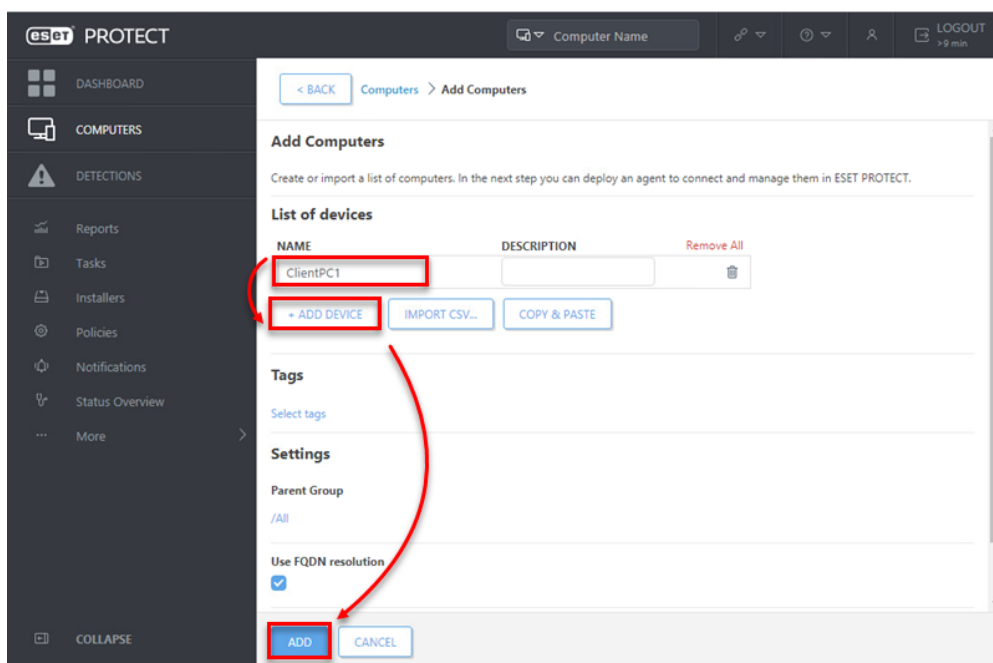 eset PROTECT
Computer Name
LOGOUT
>9 min
DASHBOARD
COMPUTERS
DETECTIONS
Reports
Tasks
Installers
Policies
Notifications
Status Overview
More
COLLAPSE
< BACK Computers > Add Computers
Add Computers
Create or import a list of computers. In the next step you can deploy an agent to connect and manage them in ESET PROTECT.
List of devices
NAME DESCRIPTION Remove All
ClientPC1
+ ADD DEVICE IMPORT CSV... COPY & PASTE
Tags
Select tags
Settings
Parent Group
/All
Use FQDN resolution
ADD CANCEL